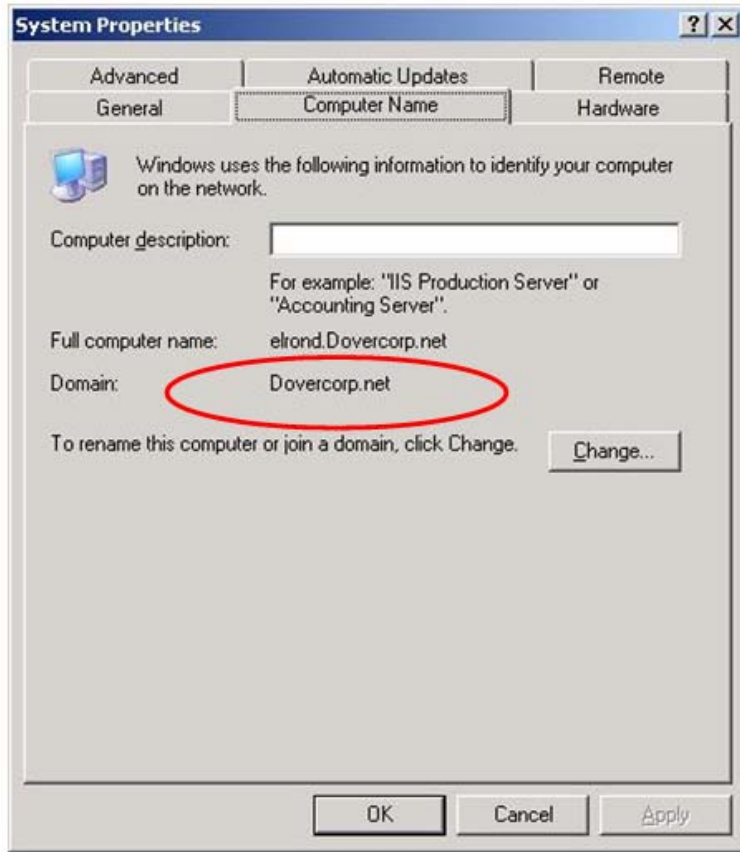 System Properties
Advanced Automatic Updates Remote
General Computer Name Hardware
Windows uses the following information to identify your computer
on the network.
Computer description:
For example: "IIS Production Server" or
"Accounting Server".
Full computer name: elrond.Dovercorp.net
Domain: Dovercorp.net
To rename this computer or join a domain, click Change.
Change...
OK Cancel Apply